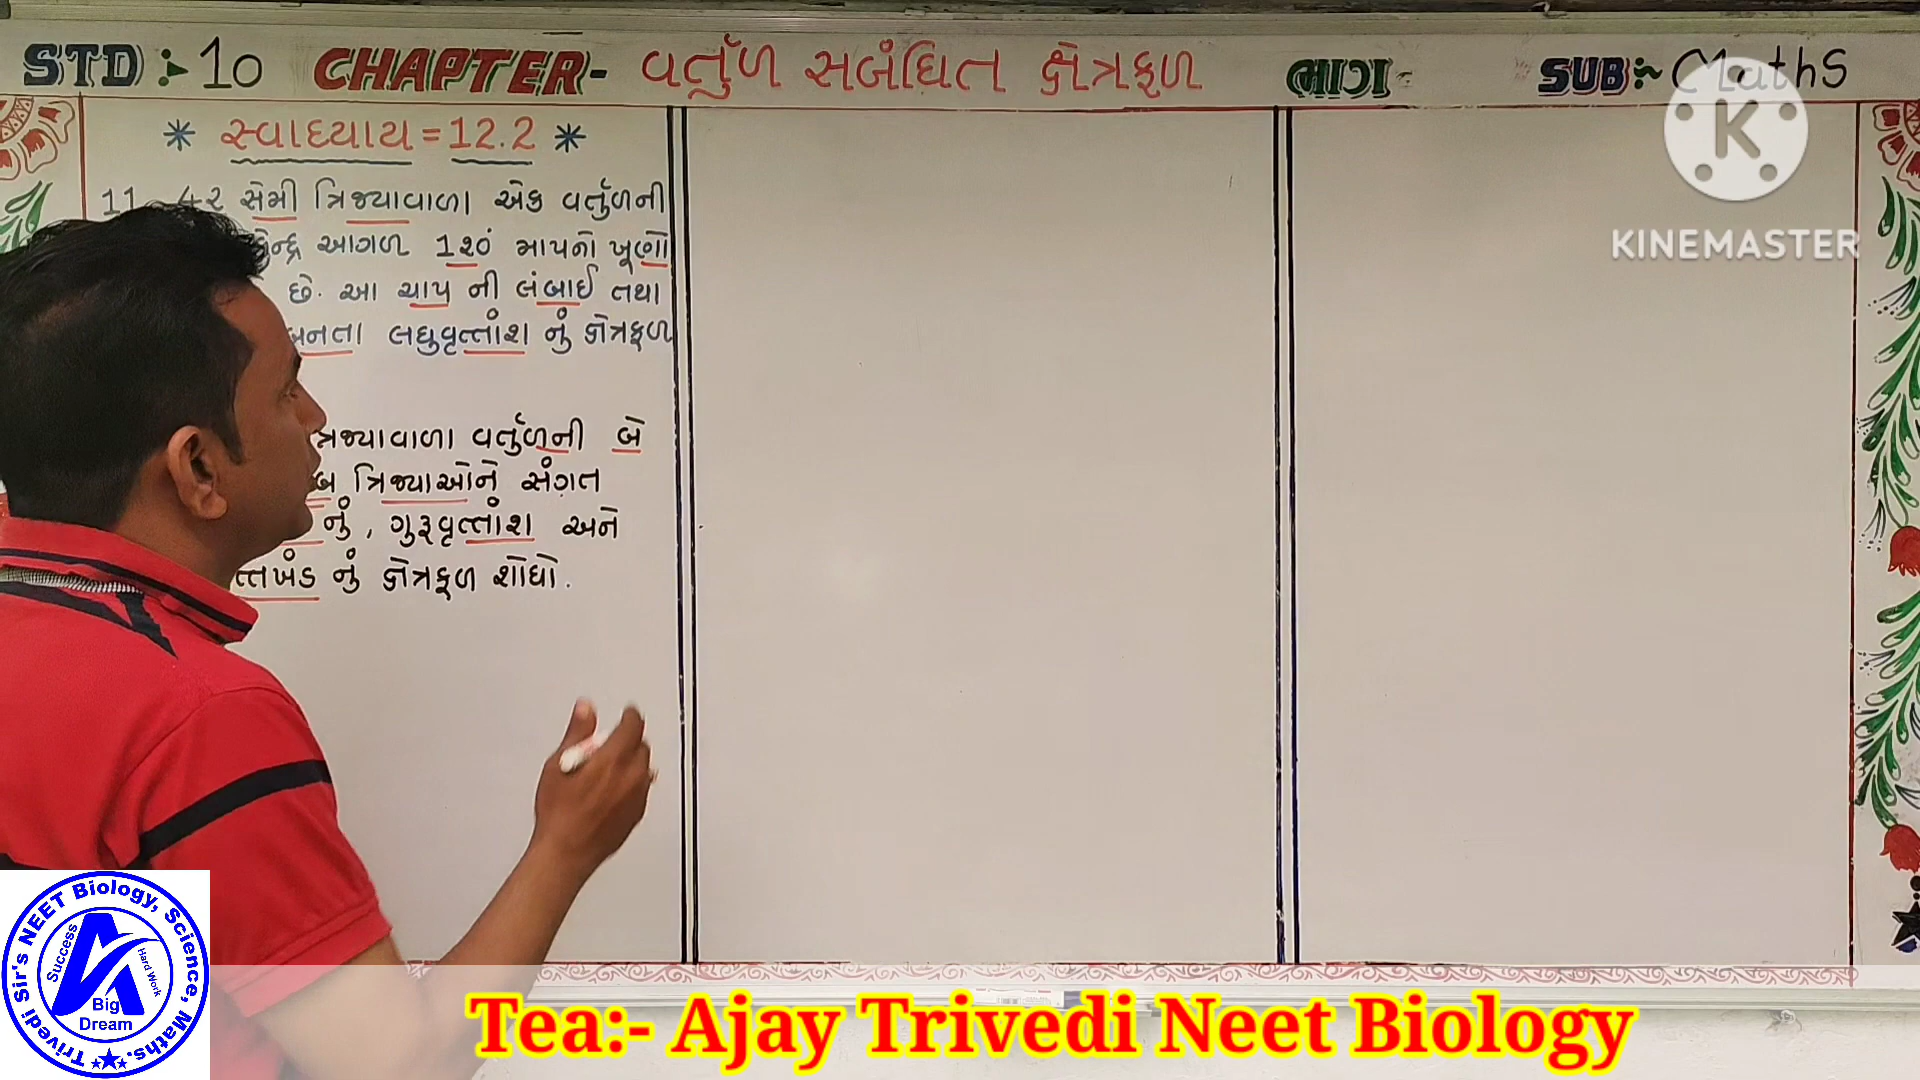 STD :- 10 CHAPTER- વર્તુળ સબંધિત ક્ષેત્રફળ ભાગ- SUB:~ Maths
* સ્વાધ્યાય = 12.2 *
11. 42 સેમી ત્રિજ્યાવાળા એક વર્તુળની
કેન્દ્ર આગળ 120° માપનો ખૂણો
છે. આ ચાપ ની લંબાઈ તથા
બનતા લઘુવૃત્તાંશ નું ક્ષેત્રફળ
ત્રિજ્યાવાળા વર્તુળની બે
ત્રિજ્યાઓને સંગત
નું, ગુરૂવૃત્તાંશ અને
ત્તખંડ નું ક્ષેત્રફળ શોધો.
K
KINEMASTER
Trivedi Sir's NEET Biology, Science, Maths.
Success
Hard Work
Big
Dream
Tea:- Ajay Trivedi Neet Biology